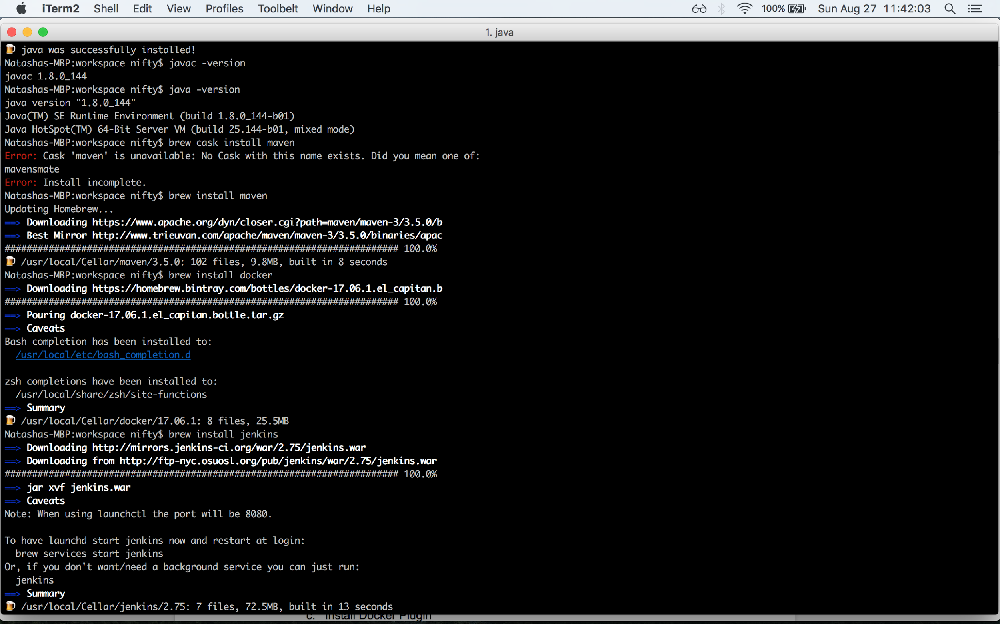 iTerm2 Shell Edit View Profiles Toolbelt Window Help 100% Sun Aug 27 11:42:03
1. java
🍺 java was successfully installed!
Natashas-MBP:workspace nifty$ javac -version
javac 1.8.0_144
Natashas-MBP:workspace nifty$ java -version
java version "1.8.0_144"
Java(TM) SE Runtime Environment (build 1.8.0_144-b01)
Java HotSpot(TM) 64-Bit Server VM (build 25.144-b01, mixed mode)
Natashas-MBP:workspace nifty$ brew cask install maven
Error: Cask 'maven' is unavailable: No Cask with this name exists. Did you mean one of:
mavensmate
Error: Install incomplete.
Natashas-MBP:workspace nifty$ brew install maven
Updating Homebrew...
==> Downloading https://www.apache.org/dyn/closer.cgi?path=maven/maven-3/3.5.0/b
==> Best Mirror http://www.trieuvan.com/apache/maven/maven-3/3.5.0/binaries/apac
######################################################################## 100.0%
🍺 /usr/local/Cellar/maven/3.5.0: 102 files, 9.8MB, built in 8 seconds
Natashas-MBP:workspace nifty$ brew install docker
==> Downloading https://homebrew.bintray.com/bottles/docker-17.06.1.el_capitan.b
######################################################################## 100.0%
==> Pouring docker-17.06.1.el_capitan.bottle.tar.gz
==> Caveats
Bash completion has been installed to:
  /usr/local/etc/bash_completion.d
zsh completions have been installed to:
  /usr/local/share/zsh/site-functions
==> Summary
🍺 /usr/local/Cellar/docker/17.06.1: 8 files, 25.5MB
Natashas-MBP:workspace nifty$ brew install jenkins
==> Downloading http://mirrors.jenkins-ci.org/war/2.75/jenkins.war
==> Downloading from http://ftp-nyc.osuosl.org/pub/jenkins/war/2.75/jenkins.war
######################################################################## 100.0%
==> jar xvf jenkins.war
==> Caveats
Note: When using launchctl the port will be 8080.
To have launchd start jenkins now and restart at login:
  brew services start jenkins
Or, if you don't want/need a background service you can just run:
  jenkins
==> Summary
🍺 /usr/local/Cellar/jenkins/2.75: 7 files, 72.5MB, built in 13 seconds
c. Install Docker Plugin